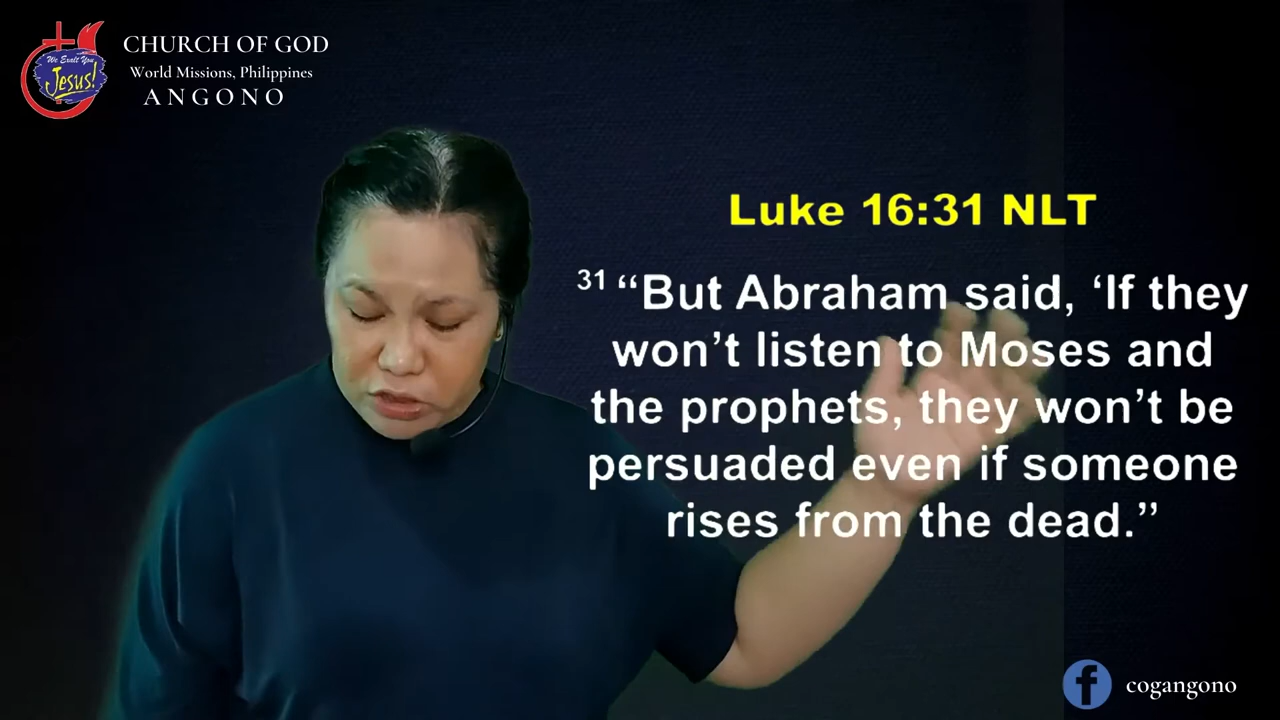 We Exalt You
Jesus!
CHURCH OF GOD
World Missions, Philippines
ANGONO
Luke 16:31 NLT
31 “But Abraham said, ‘If they
won’t listen to Moses and
the prophets, they won’t be
persuaded even if someone
rises from the dead.”
f
cogangono